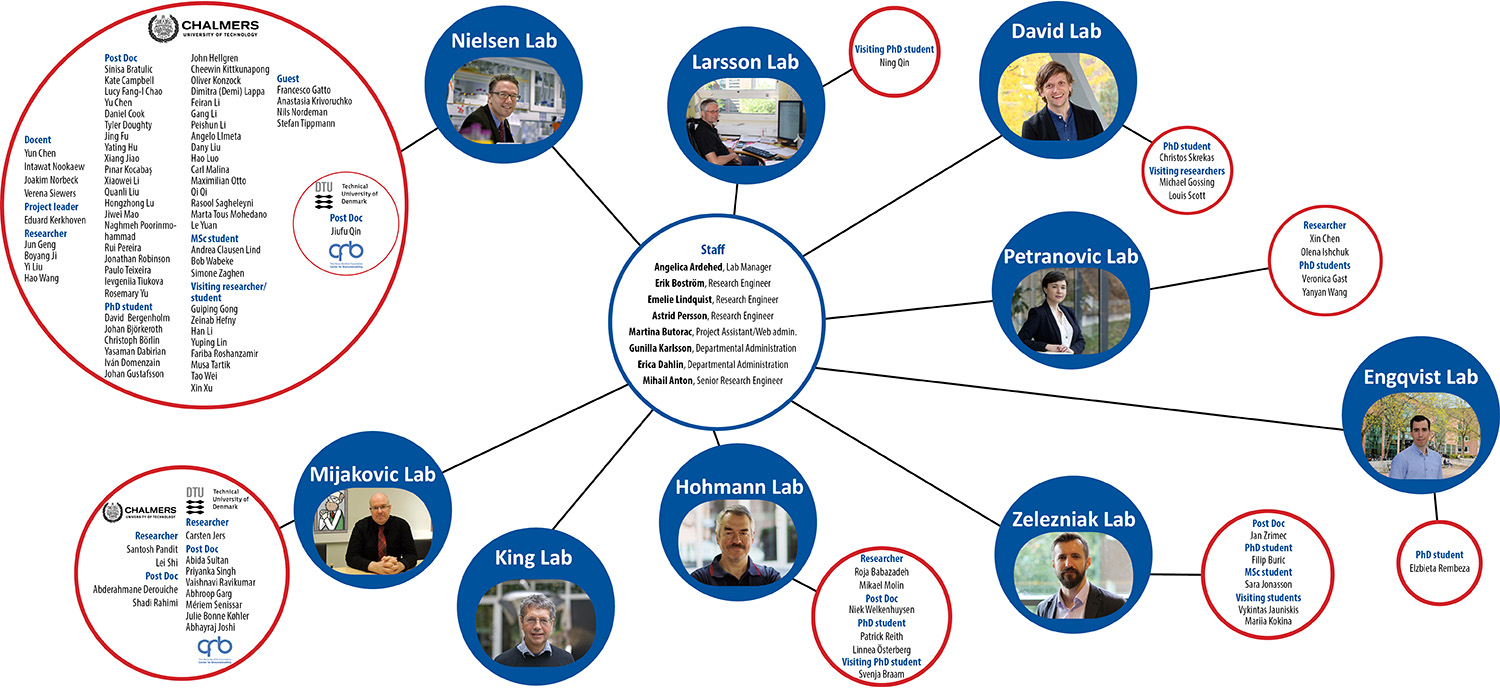 CHALMERS
UNIVERSITY OF TECHNOLOGY
Docent
Yun Chen
Intawat Nookaew
Joakim Norbeck
Verena Siewers
Project leader
Eduard Kerkhoven
Researcher
Jun Geng
Boyang Ji
Yi Liu
Hao Wang
Post Doc
Sinisa Bratulic
Kate Campbell
Lucy Fang-I Chao
Yu Chen
Daniel Cook
Tyler Doughty
Jing Fu
Yating Hu
Xiang Jiao
Pınar Kocabaş
Xiaowei Li
Quanli Liu
Hongzhong Lu
Jiwei Mao
Naghmeh Poorinmo-
hammad
Rui Pereira
Jonathan Robinson
Paulo Teixeira
Ievgeniia Tiukova
Rosemary Yu
PhD student
David Bergenholm
Johan Björkeroth
Christoph Börlin
Yasaman Dabirian
Iván Domenzain
Johan Gustafsson
John Hellgren
Cheewin Kittkunapong
Oliver Konzock
Dimitra (Demi) Lappa
Feiran Li
Gang Li
Peishun Li
Angelo LImeta
Dany Liu
Hao Luo
Carl Malina
Maximilian Otto
Qi Qi
Rasool Sagheleyni
Marta Tous Mohedano
Le Yuan
MSc student
Andrea Clausen Lind
Bob Wabeke
Simone Zaghen
Visiting researcher/
student
Guiping Gong
Zeinab Hefny
Han Li
Yuping Lin
Fariba Roshanzamir
Musa Tartik
Tao Wei
Xin Xu
Guest
Francesco Gatto
Anastasia Krivoruchko
Nils Nordeman
Stefan Tippmann
DTU
Technical
University of
Denmark
Post Doc
Jiufu Qin
Nielsen Lab
Larsson Lab
Visiting PhD student
Ning Qin
David Lab
PhD student
Christos Skrekas
Visiting researchers
Michael Gossing
Louis Scott
Petranovic Lab
Researcher
Xin Chen
Olena Ishchuk
PhD students
Veronica Gast
Yanyan Wang
Staff
Angelica Ardehed, Lab Manager
Erik Boström, Research Engineer
Emelie Lindquist, Research Engineer
Astrid Persson, Research Engineer
Martina Butorac, Project Assistant/Web admin.
Gunilla Karlsson, Departmental Administration
Erica Dahlin, Departmental Administration
Mihail Anton, Senior Research Engineer
Engqvist Lab
PhD student
Elzbieta Rembeza
Mijakovic Lab
CHALMERS
UNIVERSITY OF TECHNOLOGY
Researcher
Santosh Pandit
Lei Shi
Post Doc
Abderahmane Derouiche
Shadi Rahimi
DTU
Technical
University of
Denmark
Researcher
Carsten Jers
Post Doc
Abida Sultan
Priyanka Singh
Vaishnavi Ravikumar
Abhroop Garg
Mériem Senissar
Julie Bonne Køhler
Abhayraj Joshi
King Lab
Hohmann Lab
Researcher
Roja Babazadeh
Mikael Molin
Post Doc
Niek Welkenhuysen
PhD student
Patrick Reith
Linnea Österberg
Visiting PhD student
Svenja Braam
Zelezniak Lab
Post Doc
Jan Zrimec
PhD student
Filip Buric
MSc student
Sara Jonasson
Visiting students
Vykintas Jauniskis
Mariia Kokina